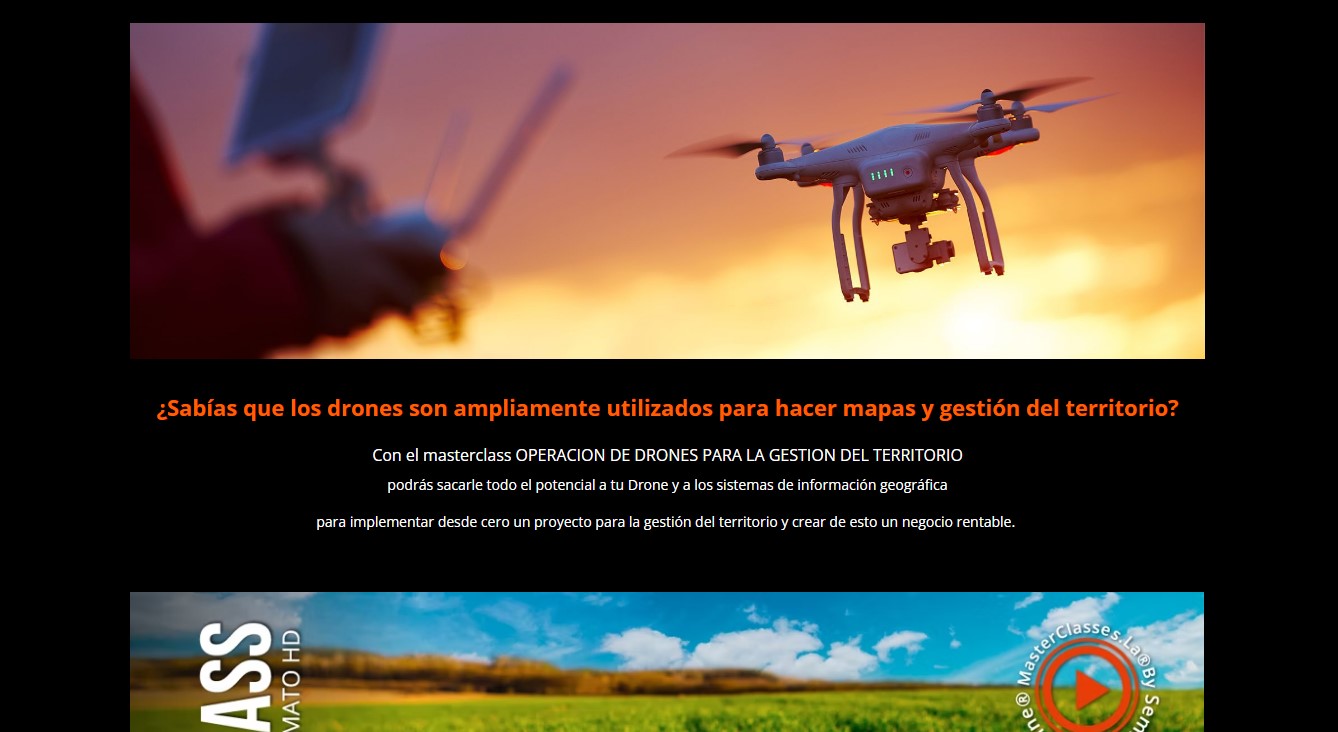 ¿Sabías que los drones son ampliamente utilizados para hacer mapas y gestión del territorio?
Con el masterclass OPERACION DE DRONES PARA LA GESTION DEL TERRITORIO
podrás sacarle todo el potencial a tu Drone y a los sistemas de información geográfica
para implementar desde cero un proyecto para la gestión del territorio y crear de esto un negocio rentable.
ASS
MATO HD
ine® MasterClasses.La®By Sem